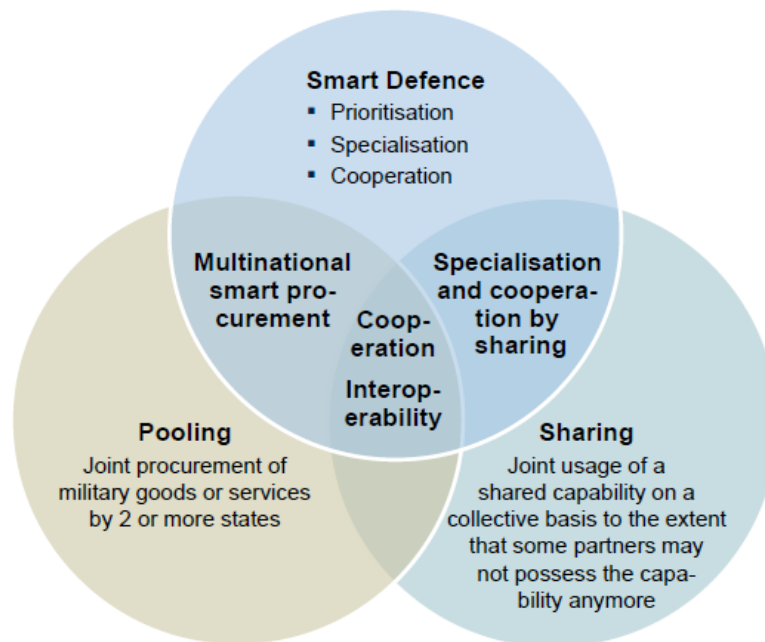 Smart Defence
▪ Prioritisation
▪ Specialisation
▪ Cooperation
Multinational
smart pro-
curement
Specialisation
and coopera-
tion by
sharing
Coop-
eration
Interop-
erability
Pooling
Joint procurement of
military goods or services
by 2 or more states
Sharing
Joint usage of a
shared capability on a
collective basis to the extent
that some partners may
not possess the capa-
bility anymore